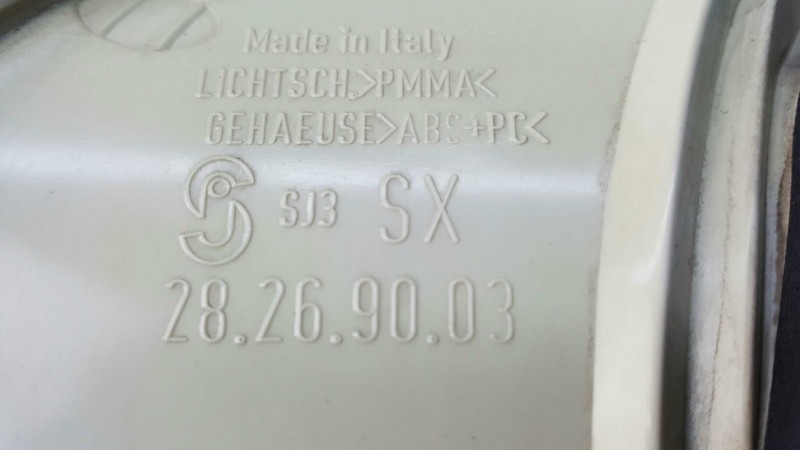 Made in Italy
LICHTSCH.>PMMA<
GEHAEUSE>ABS+PC<
SJ3 SX
28.26.90.03